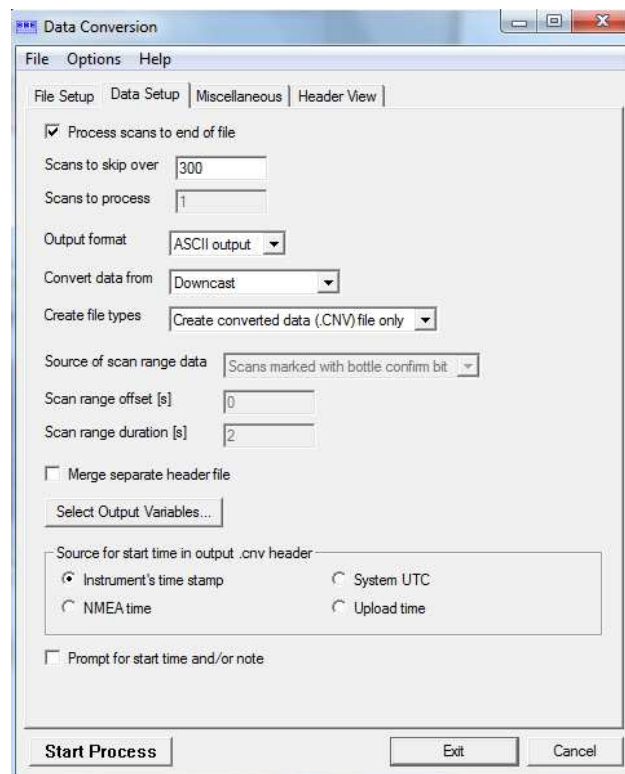 Data Conversion
File Options Help
File Setup Data Setup Miscellaneous Header View
Process scans to end of file
Scans to skip over 300
Scans to process 1
Output format ASCII output
Convert data from Downcast
Create file types Create converted data (.CNV) file only
Source of scan range data Scans marked with bottle confirm bit
Scan range offset [s] 0
Scan range duration [s] 2
Merge separate header file
Select Output Variables...
Source for start time in output .cnv header
Instrument's time stamp System UTC
NMEA time Upload time
Prompt for start time and/or note
Start Process Exit Cancel